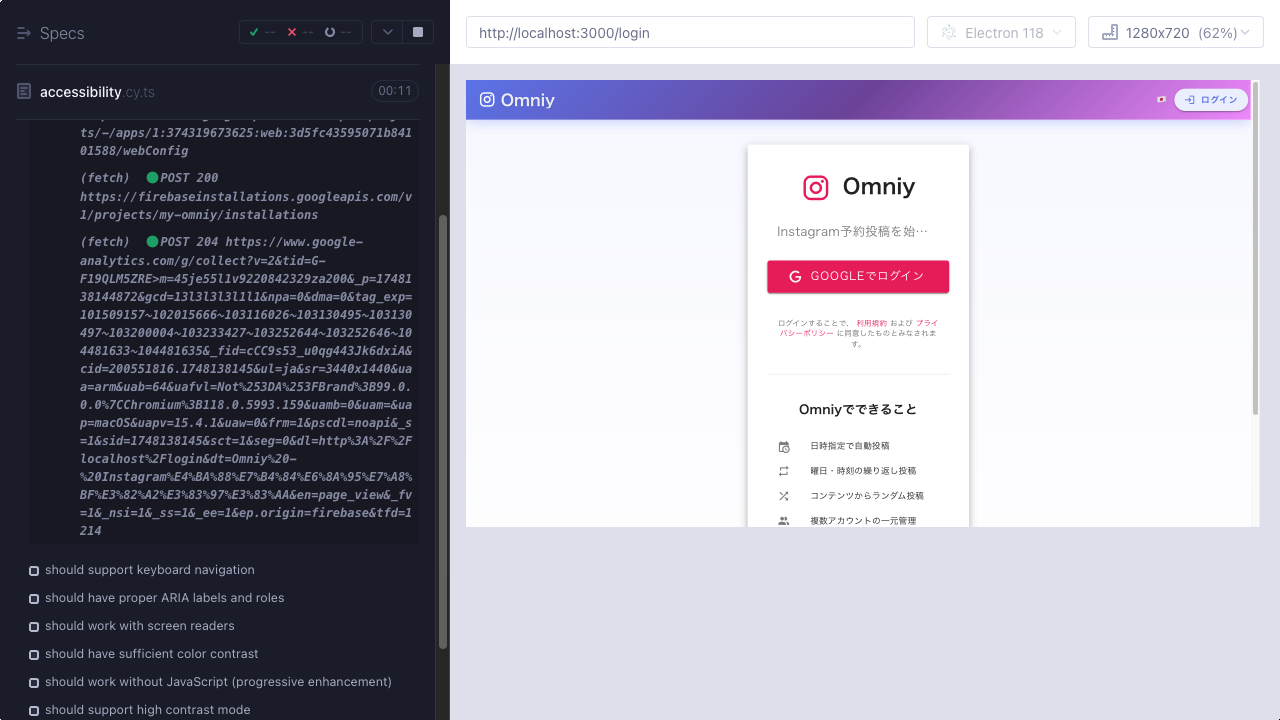 Specs
-- -- --
accessibility.cy.ts 00:11
ts/-/apps/1:374319673625:web:3d5fc43595071b841
01588/webConfig
(fetch) POST 200
https://firebaseinstallations.googleapis.com/v
1/projects/my-omniy/installations
(fetch) POST 204 https://www.google-
analytics.com/g/collect?v=2&tid=G-
F19QLM5ZRE>m=45je55l1v9220842329za200&_p=17481
38144872&gcd=13l3l3l3l1l1&npa=0&dma=0&tag_exp=
101509157~102015666~103116026~103130495~103130
497~103200004~103233427~103252644~103252646~10
4481633~104481635&_fid=cCC9s53_u0qg443Jk6dxiA&
cid=200551816.1748138145&ul=ja&sr=3440x1440&ua
a=arm&uab=64&uafvl=Not%253DA%253FBrand%3B99.0.
0.0%7CChromium%3B118.0.5993.159&uamb=0&uam=&ua
p=macOS&uapv=15.4.1&uaw=0&frm=1&pscdl=noapi&_s
=1&sid=1748138145&sct=1&seg=0&dl=http%3A%2F%2F
localhost%2Flogin&dt=Omniy%20-
%20Instagram%E4%BA%88%E7%B4%84%E6%8A%95%E7%A8%
BF%E3%82%A2%E3%83%97%E3%83%AA&en=page_view&_fv
=1&_nsi=1&_ss=1&_ee=1&ep.origin=firebase&tfd=1
214
should support keyboard navigation
should have proper ARIA labels and roles
should work with screen readers
should have sufficient color contrast
should work without JavaScript (progressive enhancement)
should support high contrast mode
http://localhost:3000/login
Electron 118
1280x720 (62%)
Omniy
ログイン
Omniy
Instagram予約投稿を始…
GOOGLEでログイン
ログインすることで、 利用規約 および プライ
バシーポリシー に同意したものとみなされま
す。
Omniyでできること
日時指定で自動投稿
曜日・時刻の繰り返し投稿
コンテンツからランダム投稿
複数アカウントの一元管理